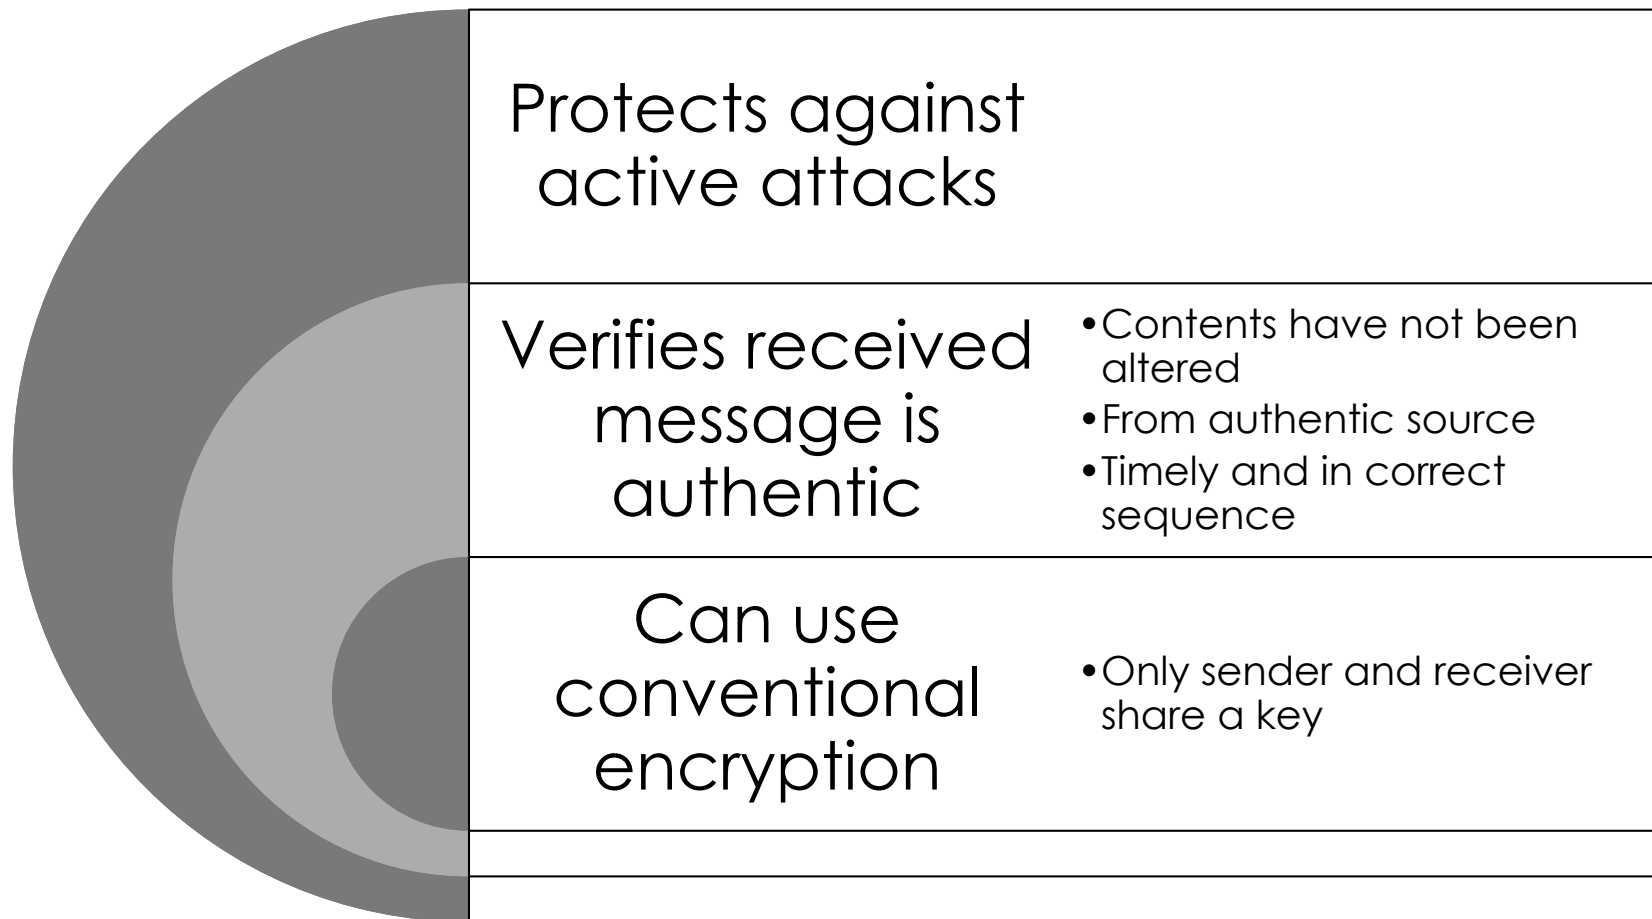 Protects against
active attacks
Verifies received
message is
authentic
•Contents have not been
altered
•From authentic source
•Timely and in correct
sequence
Can use
conventional
encryption
•Only sender and receiver
share a key